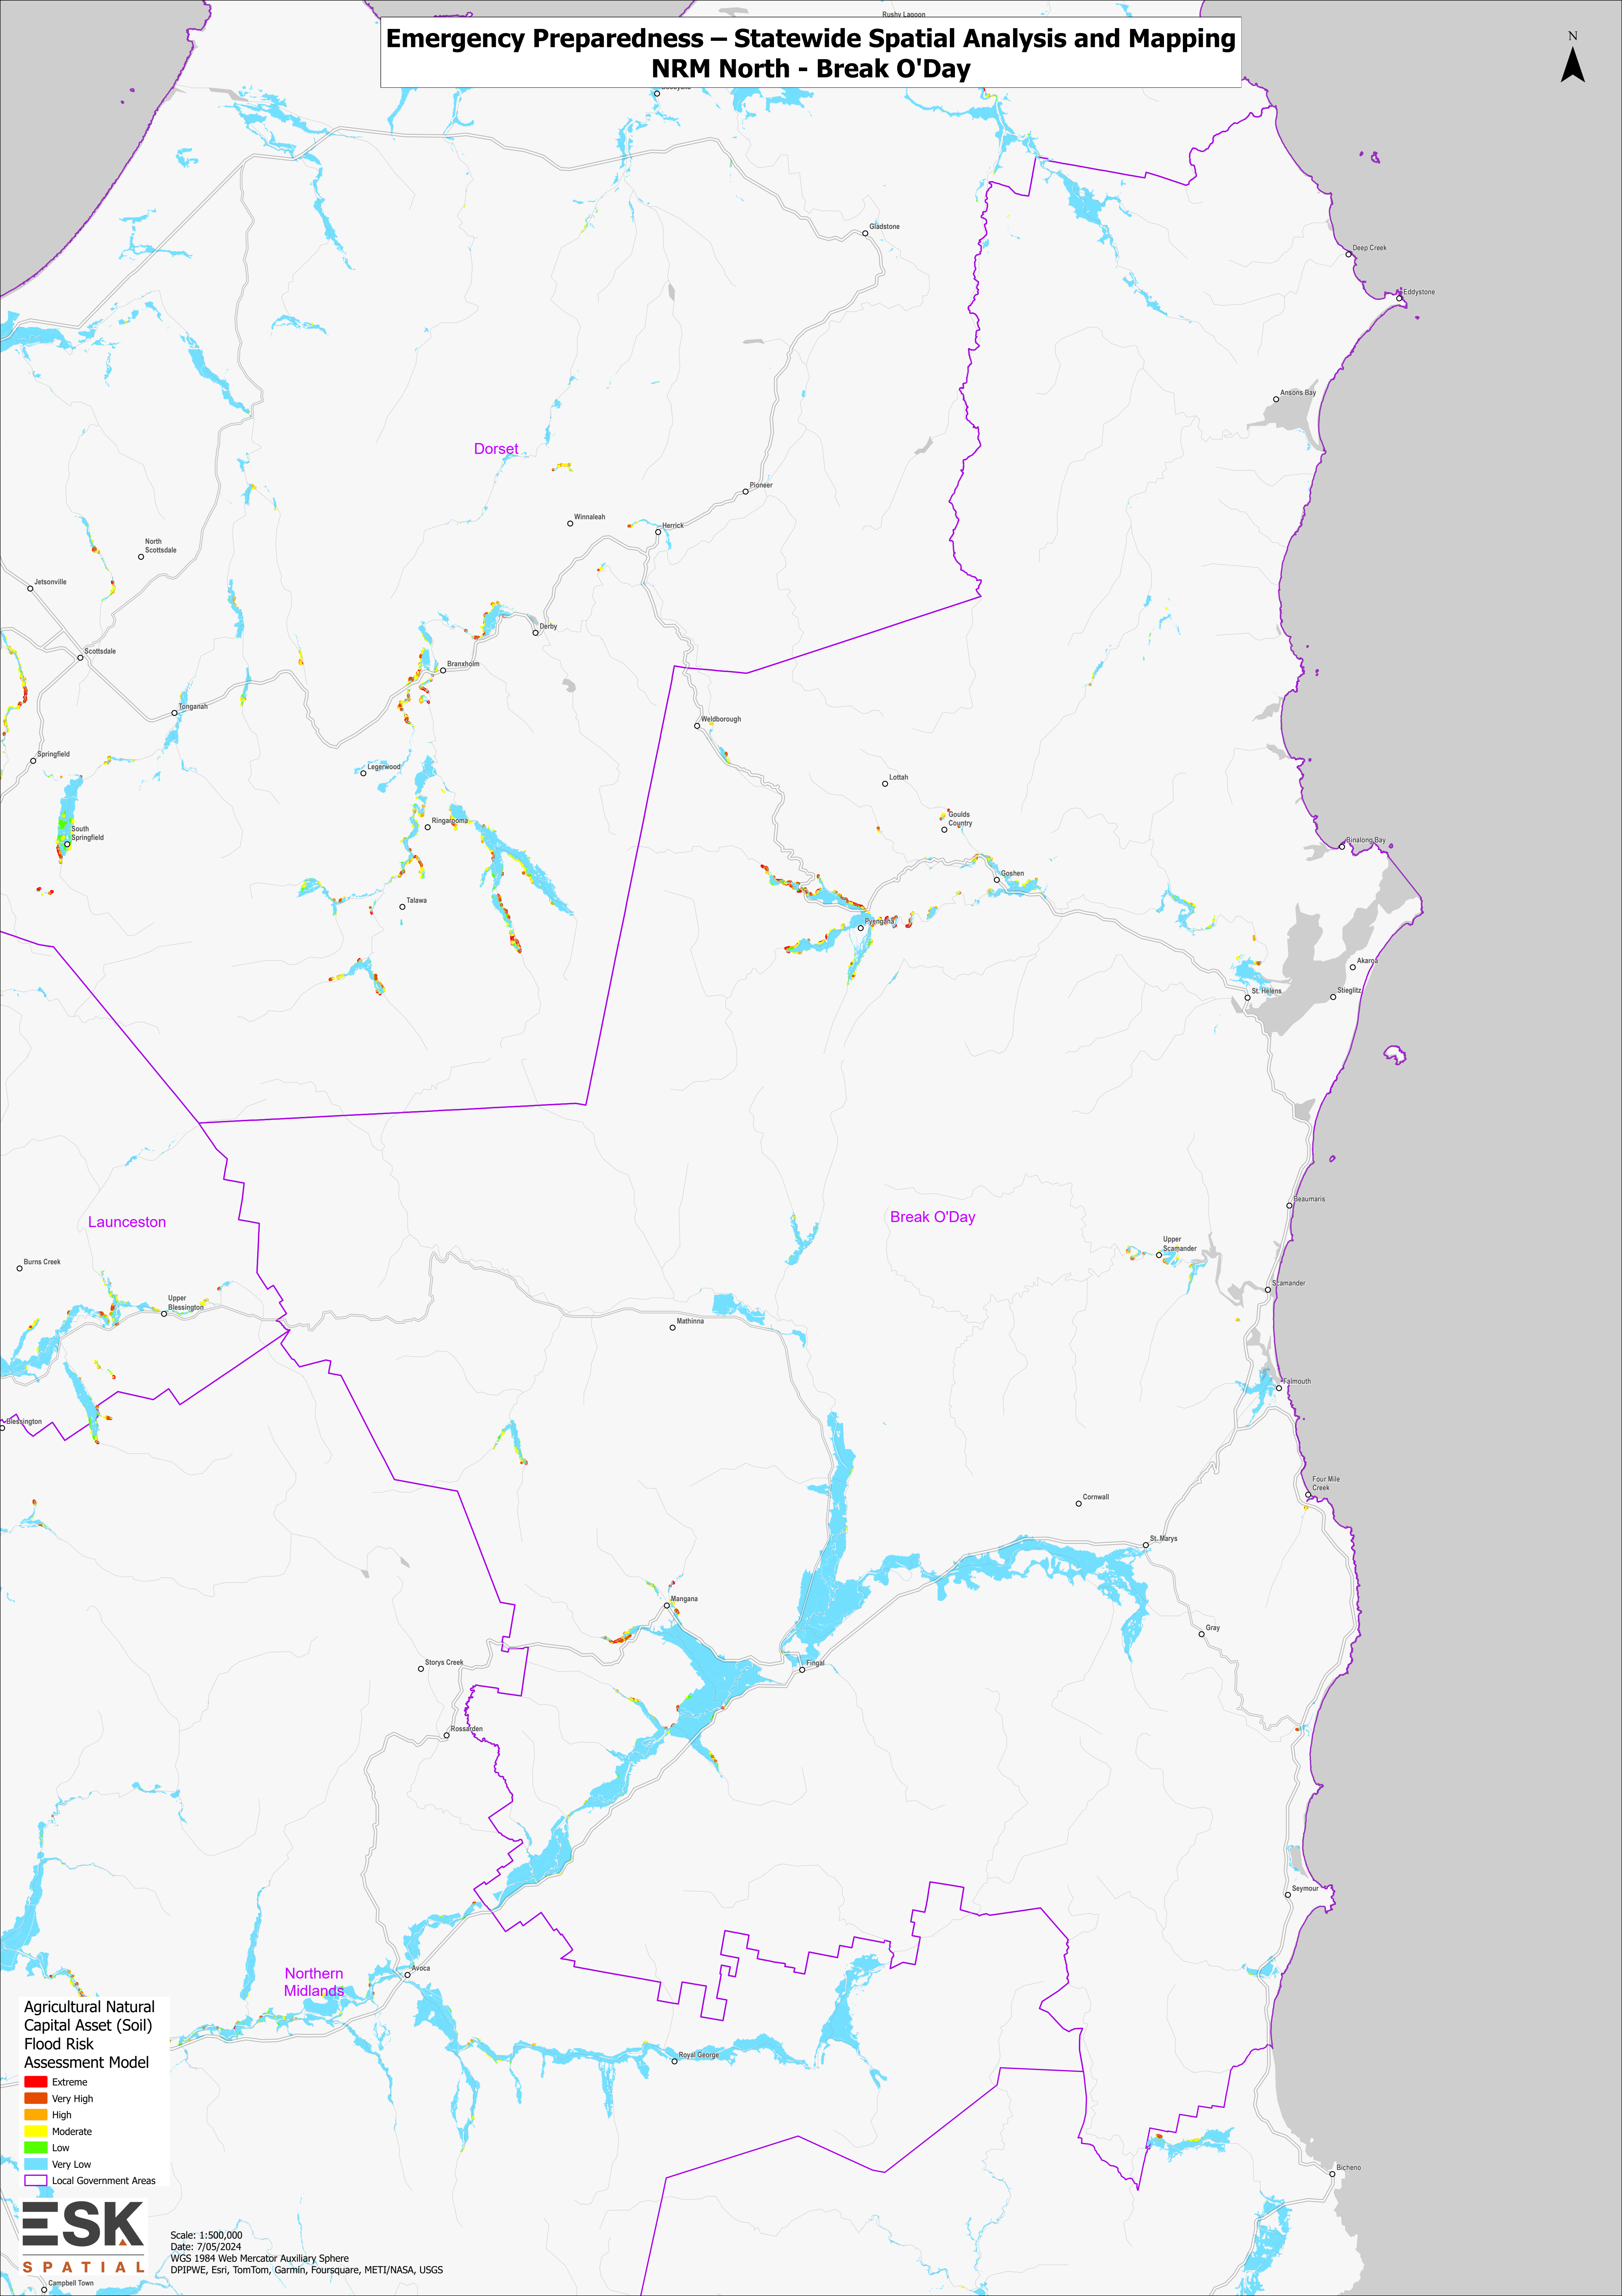 Rushy Lagoon
Emergency Preparedness – Statewide Spatial Analysis and Mapping
NRM North - Break O'Day
N
Gladstone
Deep Creek
Eddystone
Ansons Bay
Dorset
Pioneer
Winnaleah
Herrick
North
Scottsdale
Jetsonville
Derby
Scottsdale
Branxholm
Tonganah
Weldborough
Springfield
Legerwood
Lottah
Goulds
Country
Ringarooma
South
Springfield
Binalong Bay
Goshen
Talawa
Pyengana
Akaroa
St. Helens
Stieglitz
Beaumaris
Launceston
Break O'Day
Upper
Scamander
Burns Creek
Scamander
Upper
Blessington
Mathinna
Falmouth
Blessington
Four Mile
Creek
Cornwall
St. Marys
Mangana
Gray
Storys Creek
Fingal
Rossarden
Seymour
Avoca
Northern
Midlands
Royal George
Bicheno
Agricultural Natural
Capital Asset (Soil)
Flood Risk
Assessment Model
Extreme
Very High
High
Moderate
Low
Very Low
Local Government Areas
ESK
SPATIAL
Scale: 1:500,000
Date: 7/05/2024
WGS 1984 Web Mercator Auxiliary Sphere
DPIPWE, Esri, TomTom, Garmin, Foursquare, METI/NASA, USGS
Campbell Town